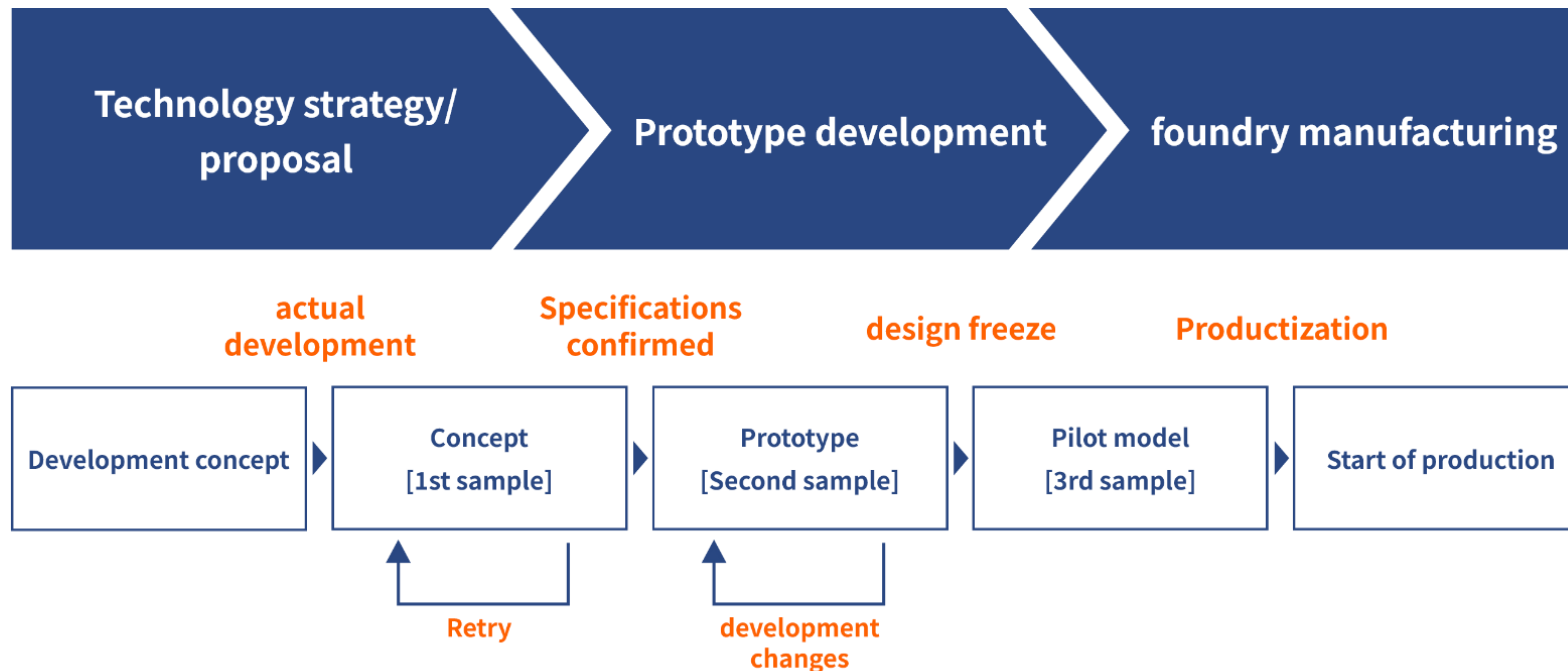 Technology strategy/
proposal
Prototype development
foundry manufacturing
actual
development
Specifications
confirmed
design freeze
Productization
Development concept
Concept
[1st sample]
Prototype
[Second sample]
Pilot model
[3rd sample]
Start of production
Retry
development
changes